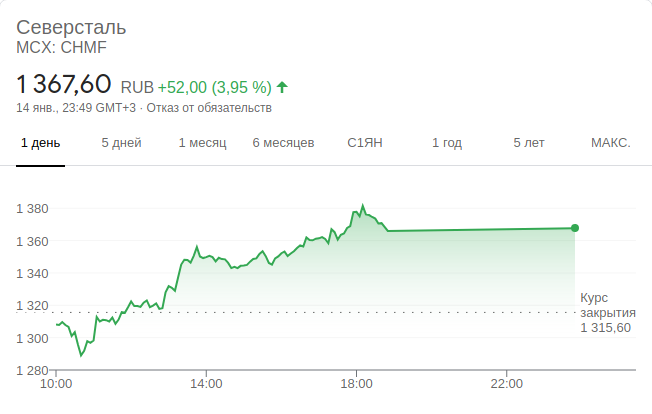 Северсталь
MCX: CHMF
1 367,60 RUB +52,00 (3,95 %)
14 янв., 23:49 GMT+3 · Отказ от обязательств
1 день 5 дней 1 месяц 6 месяцев С1ЯН 1 год 5 лет МАКС.
1 380
1 360
1 340
1 320
1 300
1 280
Курс
закрытия
1 315,60
10:00 14:00 18:00 22:00